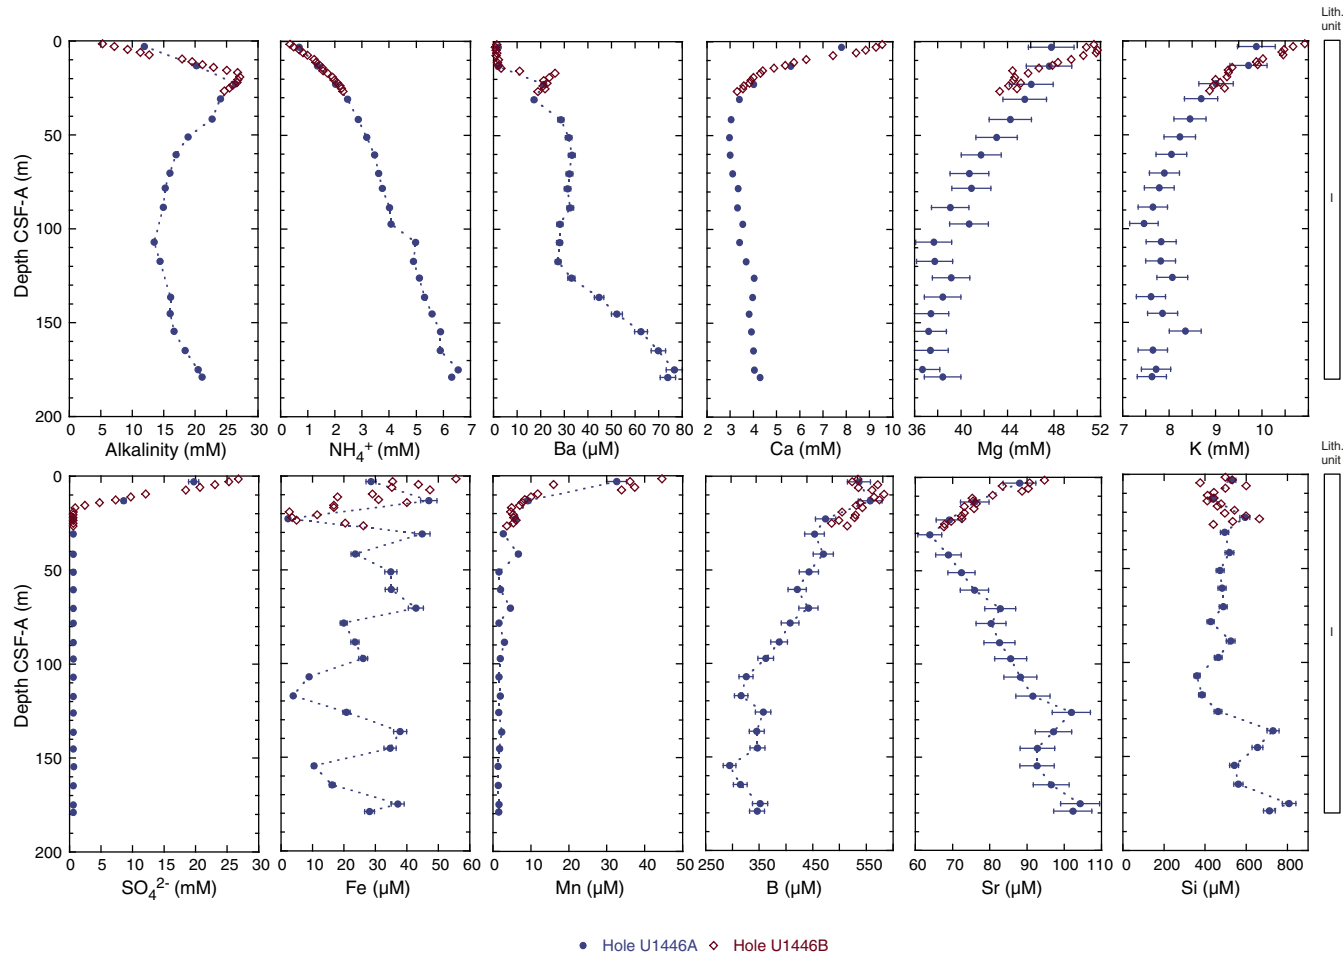 Lith.
unit
0
50
100
150
200
Depth CSF-A (m)
0 5 10 15 20 25 30
Alkalinity (mM)
0 1 2 3 4 5 6 7
NH₄⁺ (mM)
0 10 20 30 40 50 60 70 80
Ba (µM)
2 3 4 5 6 7 8 9 10
Ca (mM)
36 40 44 48 52
Mg (mM)
7 8 9 10
K (mM)
I
Lith.
unit
0
50
100
150
200
Depth CSF-A (m)
0 5 10 15 20 25 30
SO₄²⁻ (mM)
0 10 20 30 40 50 60
Fe (µM)
0 10 20 30 40 50
Mn (µM)
250 350 450 550
B (µM)
60 70 80 90 100 110
Sr (µM)
0 200 400 600 800
Si (µM)
I
Hole U1446A Hole U1446B